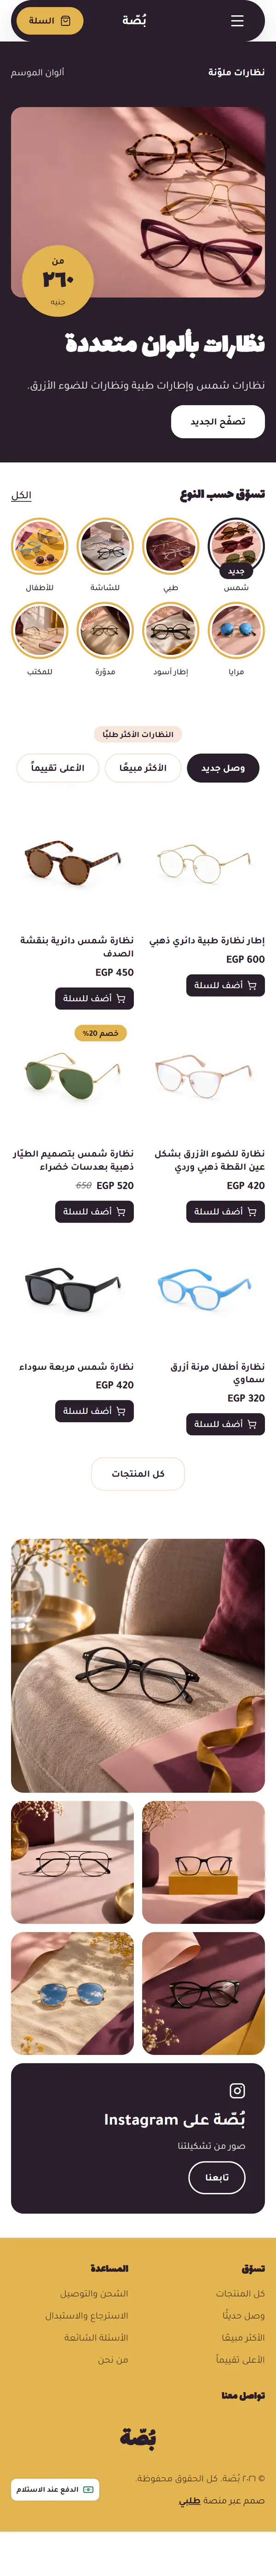 بُصّة
السلة
نظارات ملوّنة
ألوان الموسم
من
٢٦٠
جنيه
نظارات بألوان متعددة
نظارات شمس وإطارات طبية ونظارات للضوء الأزرق.
تصفّح الجديد
تسوّق حسب النوع
الكل
جديد
شمس
طبي
للشاشة
للأطفال
مرايا
إطار أسود
مدوّرة
للمكتب
النظارات الأكثر طلبًا
وصل جديد
الأكثر مبيعًا
الأعلى تقييماً
إطار نظارة طبية دائري ذهبي
600 EGP
أضف للسلة
نظارة شمس دائرية بنقشة
الصدف
450 EGP
أضف للسلة
نظارة للضوء الأزرق بشكل
عين القطة ذهبي وردي
420 EGP
أضف للسلة
خصم 20%
نظارة شمس بتصميم الطيّار
ذهبية بعدسات خضراء
520 EGP 650
أضف للسلة
نظارة أطفال مرنة أزرق
سماوي
320 EGP
أضف للسلة
نظارة شمس مربعة سوداء
420 EGP
أضف للسلة
كل المنتجات
بُصّة على Instagram
صور من تشكيلتنا
تابعنا
تسوّق
كل المنتجات
وصل حديثًا
الأكثر مبيعًا
الأعلى تقييماً
المساعدة
الشحن والتوصيل
الاسترجاع والاستبدال
الأسئلة الشائعة
من نحن
تواصل معنا
بُصّة
© ٢٠٢٦ بُصّة. كل الحقوق محفوظة.
صمم عبر منصة طلبي
الدفع عند الاستلام